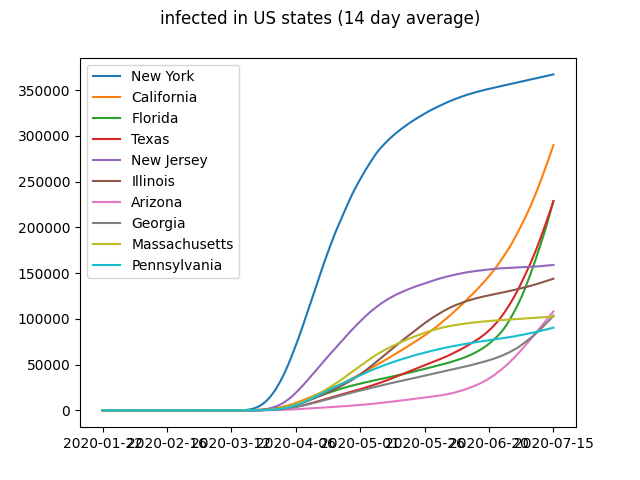 infected in US states (14 day average)
350000
300000
250000
200000
150000
100000
50000
0
New York
California
Florida
Texas
New Jersey
Illinois
Arizona
Georgia
Massachusetts
Pennsylvania
2020-01-22 2020-02-16 2020-03-12 2020-04-06 2020-05-01 2020-05-26 2020-06-20 2020-07-15